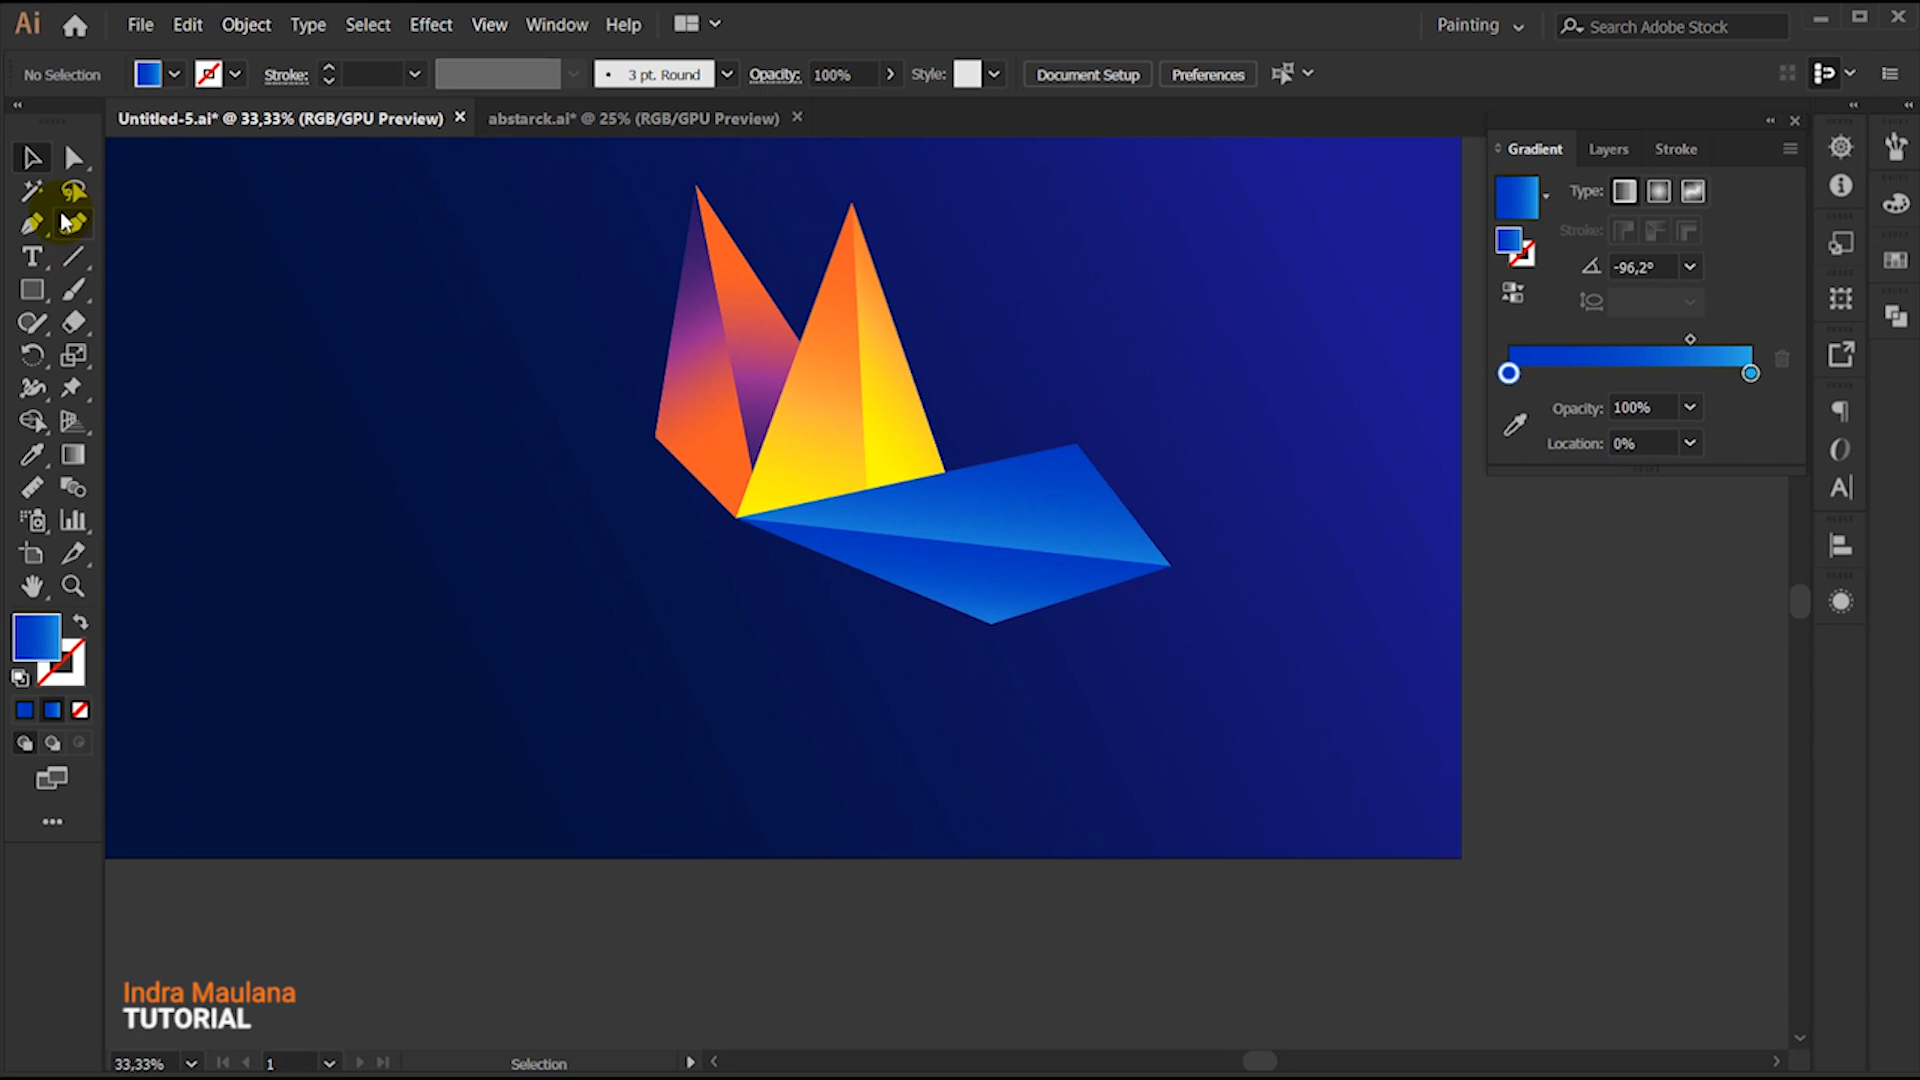 Ai File Edit Object Type Select Effect View Window Help Painting Search Adobe Stock
No Selection Stroke: 3 pt. Round Opacity: 100% Style: Document Setup Preferences
Untitled-5.ai* @ 33,33% (RGB/GPU Preview) abstarck.ai* @ 25% (RGB/GPU Preview)
Gradient Layers Stroke
Type:
Stroke:
-96,2°
Opacity: 100%
Location: 0%
Indra Maulana
TUTORIAL
33,33% 1 Selection